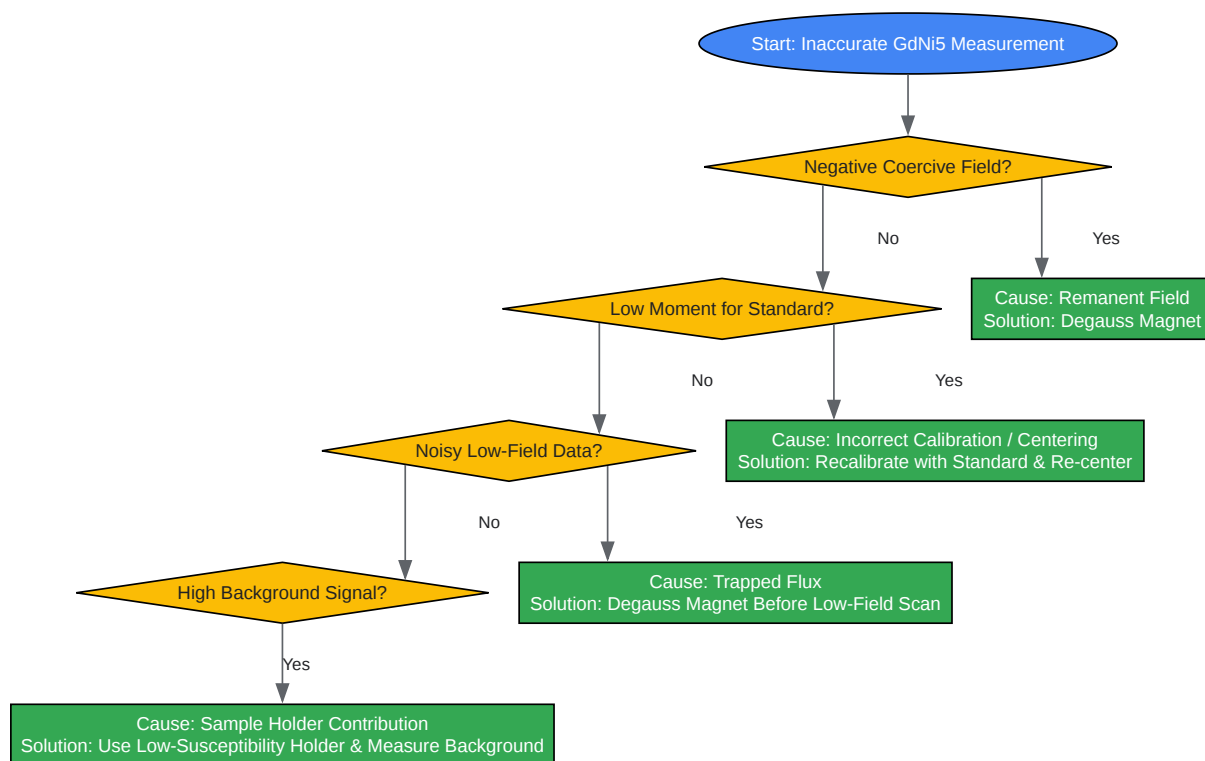 Start: Inaccurate GdNi5 Measurement
Negative Coercive Field?
No
Yes
Cause: Remanent Field
Solution: Degauss Magnet
Low Moment for Standard?
No
Yes
Cause: Incorrect Calibration / Centering
Solution: Recalibrate with Standard & Re-center
Noisy Low-Field Data?
No
Yes
Cause: Trapped Flux
Solution: Degauss Magnet Before Low-Field Scan
High Background Signal?
Yes
Cause: Sample Holder Contribution
Solution: Use Low-Susceptibility Holder & Measure Background